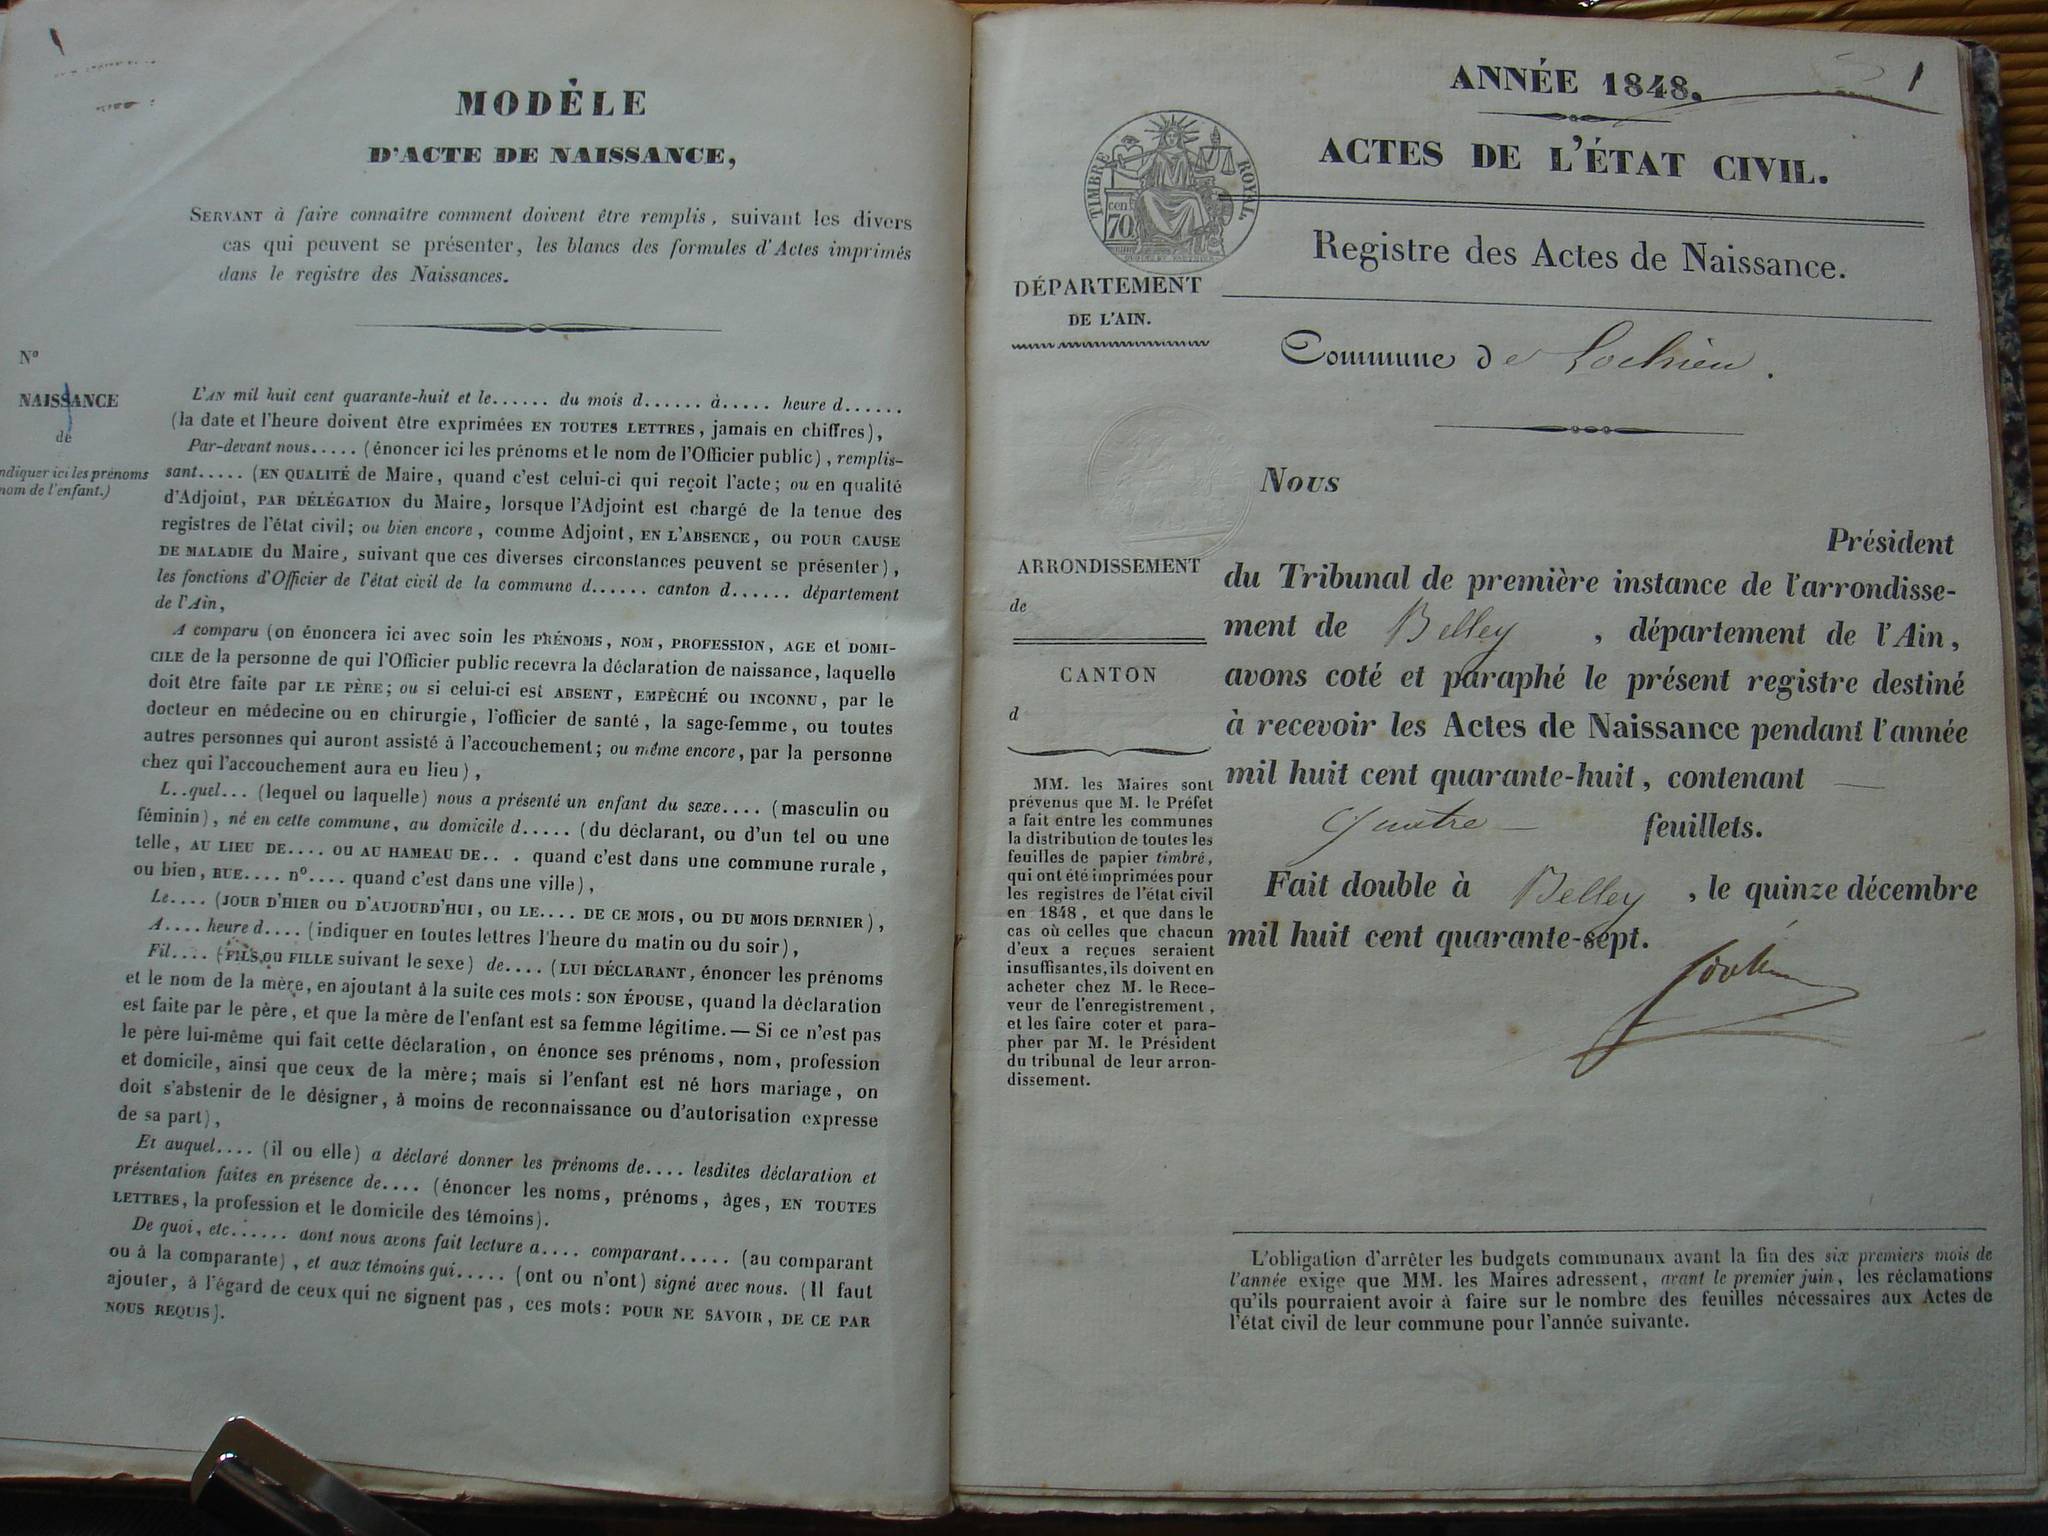 MODÈLE
D'ACTE DE NAISSANCE,
SERVANT à faire connaître comment doivent être remplis, suivant les divers
cas qui peuvent se présenter, les blancs des formules d'Actes imprimés
dans le registre des Naissances.
N°
NAISSANCE
de
ndiquer ici les prénoms
nom de l'enfant.)
L'AN mil huit cent quarante-huit et le...... du mois d...... à..... heure d......
(la date et l'heure doivent être exprimées EN TOUTES LETTRES, jamais en chiffres),
Par-devant nous..... (énoncer ici les prénoms et le nom de l'Officier public), remplis-
sant..... (EN QUALITÉ de Maire, quand c'est celui-ci qui reçoit l'acte; ou en qualité
d'Adjoint, PAR DÉLÉGATION du Maire, lorsque l'Adjoint est chargé de la tenue des
registres de l'état civil; ou bien encore, comme Adjoint, EN L'ABSENCE, OU POUR CAUSE
DE MALADIE du Maire, suivant que ces diverses circonstances peuvent se présenter),
les fonctions d'Officier de l'état civil de la commune d...... canton d...... département
de l'Ain,
A comparu (on énoncera ici avec soin les PRÉNOMS, NOM, PROFESSION, AGE et DOMI-
CILE de la personne de qui l'Officier public recevra la déclaration de naissance, laquelle
doit être faite par LE PÈRE; ou si celui-ci est ABSENT, EMPÊCHÉ OU INCONNU, par le
docteur en médecine ou en chirurgie, l'officier de santé, la sage-femme, ou toutes
autres personnes qui auront assisté à l'accouchement; ou même encore, par la personne
chez qui l'accouchement aura eu lieu),
L..quel... (lequel ou laquelle) nous a présenté un enfant du sexe.... (masculin ou
féminin), né en cette commune, au domicile d..... (du déclarant, ou d'un tel ou une
telle, AU LIEU DE.... OU AU HAMEAU DE.. . quand c'est dans une commune rurale,
ou bien, RUE.... n°.... quand c'est dans une ville),
Le.... (JOUR D'HIER OU D'AUJOURD'HUI, OU LE.... DE CE MOIS, OU DU MOIS DERNIER),
A.... heure d.... (indiquer en toutes lettres l'heure du matin ou du soir),
Fil.... (FILS OU FILLE suivant le sexe) de.... (LUI DÉCLARANT, énoncer les prénoms
et le nom de la mère, en ajoutant à la suite ces mots: SON ÉPOUSE, quand la déclaration
est faite par le père, et que la mère de l'enfant est sa femme légitime. — Si ce n'est pas
le père lui-même qui fait cette déclaration, on énonce ses prénoms, nom, profession
et domicile, ainsi que ceux de la mère; mais si l'enfant est né hors mariage, on
doit s'abstenir de le désigner, à moins de reconnaissance ou d'autorisation expresse
de sa part),
Et auquel.... (il ou elle) a déclaré donner les prénoms de.... lesdites déclaration et
présentation faites en présence de.... (énoncer les noms, prénoms, âges, EN TOUTES
LETTRES, la profession et le domicile des témoins).
De quoi, etc...... dont nous avons fait lecture a.... comparant..... (au comparant
ou à la comparante), et aux témoins qui..... (ont ou n'ont) signé avec nous. (Il faut
ajouter, à l'égard de ceux qui ne signent pas, ces mots: POUR NE SAVOIR, DE CE PAR
NOUS REQUIS).
1
ANNÉE 1848.
ACTES DE L'ÉTAT CIVIL.
TIMBRE ROYAL
cen
70
Registre des Actes de Naissance.
DÉPARTEMENT
DE L'AIN.
Commune de Lochieu.
Nous
Président
du Tribunal de première instance de l'arrondisse-
ment de Belley, département de l'Ain,
avons coté et paraphé le présent registre destiné
à recevoir les Actes de Naissance pendant l'année
mil huit cent quarante-huit, contenant —
quatre — feuillets.
Fait double à Belley, le quinze décembre
mil huit cent quarante-sept.
ARRONDISSEMENT
de
CANTON
d
MM. les Maires sont
prévenus que M. le Préfet
a fait entre les communes
la distribution de toutes les
feuilles de papier timbré,
qui ont été imprimées pour
les registres de l'état civil
en 1848, et que dans le
cas où celles que chacun
d'eux a reçues seraient
insuffisantes, ils doivent en
acheter chez M. le Rece-
veur de l'enregistrement,
et les faire coter et para-
pher par M. le Président
du tribunal de leur arron-
dissement.
L'obligation d'arrêter les budgets communaux avant la fin des six premiers mois de
l'année exige que MM. les Maires adressent, avant le premier juin, les réclamations
qu'ils pourraient avoir à faire sur le nombre des feuilles nécessaires aux Actes de
l'état civil de leur commune pour l'année suivante.